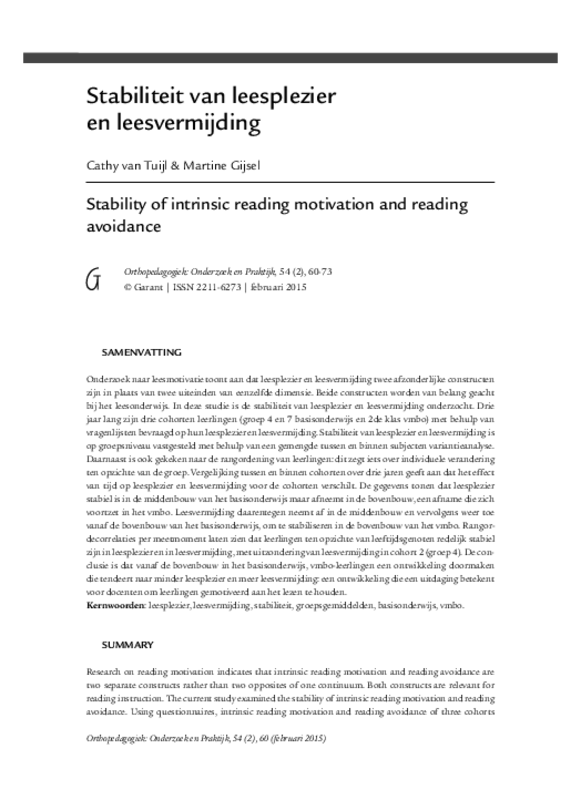 Stabiliteit van leesplezier
en leesvermijding
Cathy van Tuijl & Martine Gijsel
Stability of intrinsic reading motivation and reading
avoidance
G
Orthopedagogiek: Onderzoek en Praktijk, 54 (2), 60-73
© Garant | ISSN 2211-6273 | februari 2015
SAMENVATTING
Onderzoek naar leesmotivatie toont aan dat leesplezier en leesvermijding twee afzonderlijke constructen
zijn in plaats van twee uiteinden van eenzelfde dimensie. Beide constructen worden van belang geacht
bij het leesonderwijs. In deze studie is de stabiliteit van leesplezier en leesvermijding onderzocht. Drie
jaar lang zijn drie cohorten leerlingen (groep 4 en 7 basisonderwijs en 2de klas vmbo) met behulp van
vragenlijsten bevraagd op hun leesplezier en leesvermijding. Stabiliteit van leesplezier en leesvermijding is
op groepsniveau vastgesteld met behulp van een gemengde tussen en binnen subjecten variantieanalyse.
Daarnaast is ook gekeken naar de rangordening van leerlingen: dit zegt iets over individuele verandering
ten opzichte van de groep. Vergelijking tussen en binnen cohorten over drie jaren geeft aan dat het effect
van tijd op leesplezier en leesvermijding voor de cohorten verschilt. De gegevens tonen dat leesplezier
stabiel is in de middenbouw van het basisonderwijs maar afneemt in de bovenbouw, een afname die zich
voortzet in het vmbo. Leesvermijding daarentegen neemt af in de middenbouw en vervolgens weer toe
vanaf de bovenbouw van het basisonderwijs, om te stabiliseren in de bovenbouw van het vmbo. Rangor-
decorrelaties per meetmoment laten zien dat leerlingen ten opzichte van leeftijdsgenoten redelijk stabiel
zijn in leesplezier en in leesvermijding, met uitzondering van leesvermijding in cohort 2 (groep 4). De con-
clusie is dat vanaf de bovenbouw in het basisonderwijs, vmbo-leerlingen een ontwikkeling doormaken
die tendeert naar minder leesplezier en meer leesvermijding: een ontwikkeling die een uitdaging betekent
voor docenten om leerlingen gemotiveerd aan het lezen te houden.
Kernwoorden: leesplezier, leesvermijding, stabiliteit, groepsgemiddelden, basisonderwijs, vmbo.
SUMMARY
Research on reading motivation indicates that intrinsic reading motivation and reading avoidance are
two separate constructs rather than two opposites of one continuum. Both constructs are relevant for
reading instruction. The current study examined the stability of intrinsic reading motivation and reading
avoidance. Using questionnaires, intrinsic reading motivation and reading avoidance of three cohorts
Orthopedagogiek: Onderzoek en Praktijk, 54 (2), 60 (februari 2015)